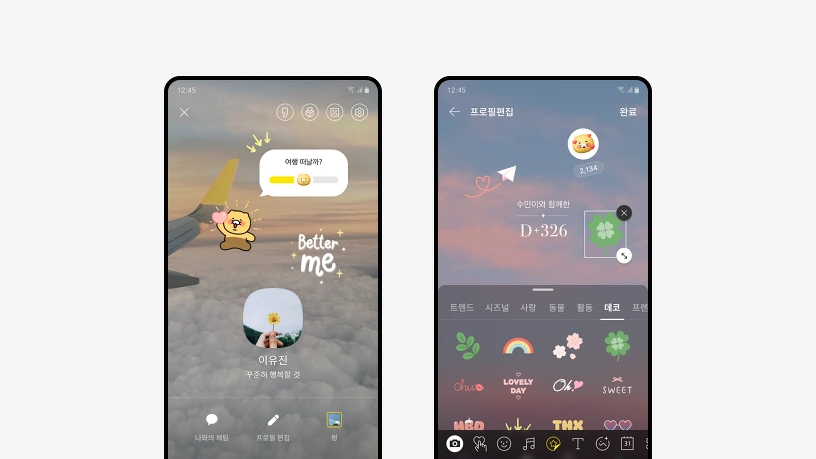 12:45
여행 떠날까?
Better
me
이유진
꾸준히 행복할 것
나와의 채팅
프로필 편집
펑
12:45
프로필편집
완료
2,134
수민이와 함께한
D+326
트렌드
시즈널
사랑
동물
활동
데코
프렌
Chu
LOVELY
DAY
Oh,
SWEET
HBD
THX
T
31